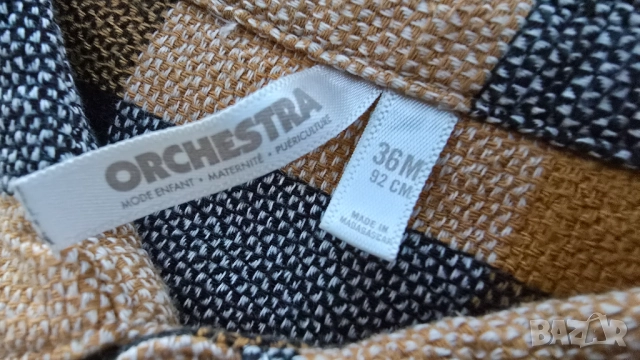 ORCHESTRA
MODE ENFANT • MATERNITÉ • PUÉRICULTURE
36M
92 CM
MADE IN
MADAGASCAR
BAZAR